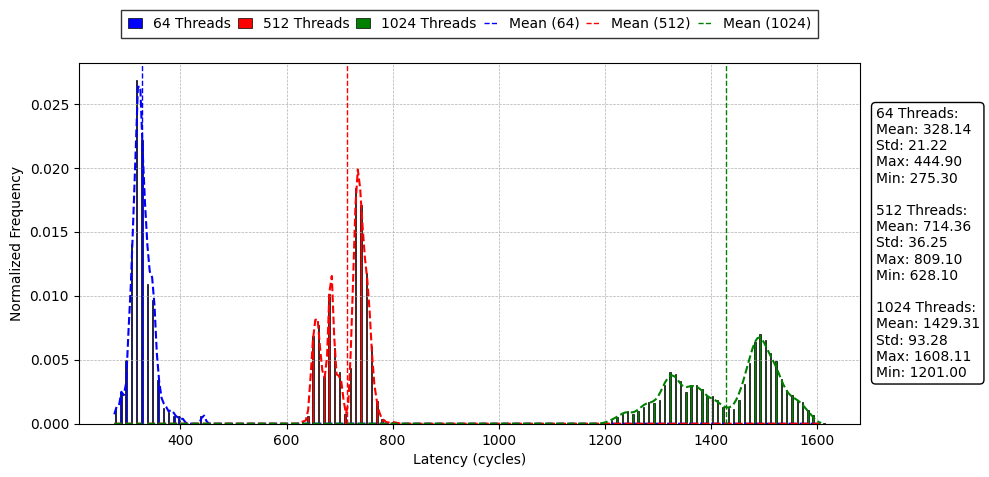 64 Threads 512 Threads 1024 Threads Mean (64) Mean (512) Mean (1024)
Normalized Frequency
0.025
0.020
0.015
0.010
0.005
0.000
400 600 800 1000 1200 1400 1600
Latency (cycles)
64 Threads:
Mean: 328.14
Std: 21.22
Max: 444.90
Min: 275.30
512 Threads:
Mean: 714.36
Std: 36.25
Max: 809.10
Min: 628.10
1024 Threads:
Mean: 1429.31
Std: 93.28
Max: 1608.11
Min: 1201.00